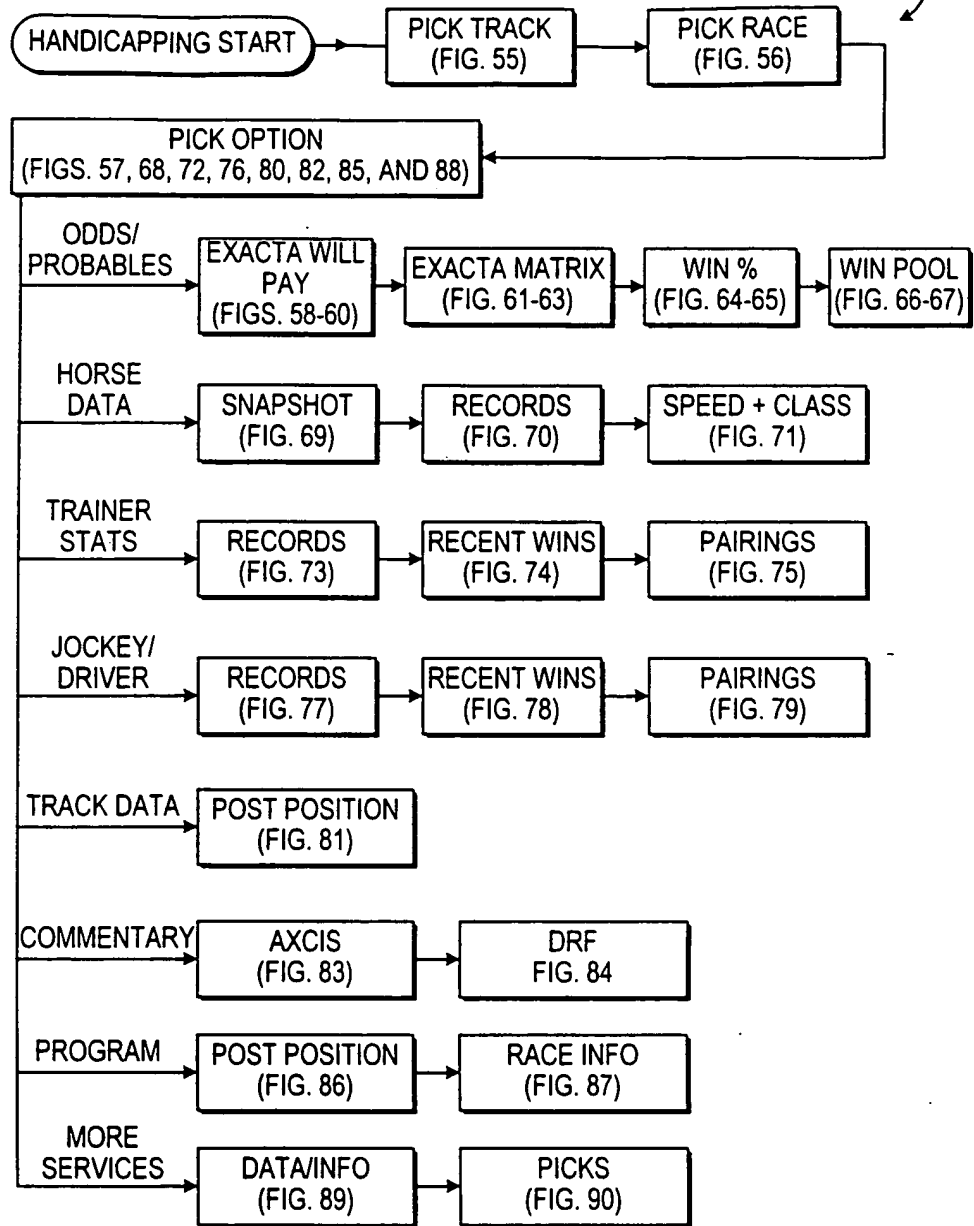 HANDICAPPING START
PICK TRACK
(FIG. 55)
PICK RACE
(FIG. 56)
PICK OPTION
(FIGS. 57, 68, 72, 76, 80, 82, 85, AND 88)
ODDS/
PROBABLES
EXACTA WILL
PAY
(FIGS. 58-60)
EXACTA MATRIX
(FIG. 61-63)
WIN %
(FIG. 64-65)
WIN POOL
(FIG. 66-67)
HORSE
DATA
SNAPSHOT
(FIG. 69)
RECORDS
(FIG. 70)
SPEED + CLASS
(FIG. 71)
TRAINER
STATS
RECORDS
(FIG. 73)
RECENT WINS
(FIG. 74)
PAIRINGS
(FIG. 75)
JOCKEY/
DRIVER
RECORDS
(FIG. 77)
RECENT WINS
(FIG. 78)
PAIRINGS
(FIG. 79)
TRACK DATA
POST POSITION
(FIG. 81)
COMMENTARY
AXCIS
(FIG. 83)
DRF
FIG. 84
PROGRAM
POST POSITION
(FIG. 86)
RACE INFO
(FIG. 87)
MORE
SERVICES
DATA/INFO
(FIG. 89)
PICKS
(FIG. 90)